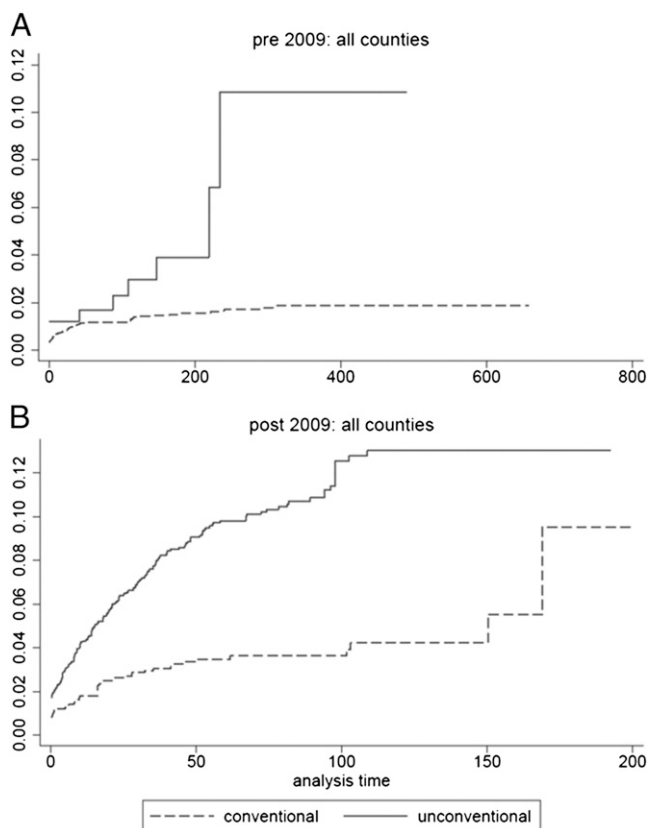 A
pre 2009: all counties
0.12
0.10
0.08
0.06
0.04
0.02
0.00
0 200 400 600 800
B
post 2009: all counties
0.12
0.10
0.08
0.06
0.04
0.02
0.00
0 50 100 150 200
analysis time
conventional unconventional